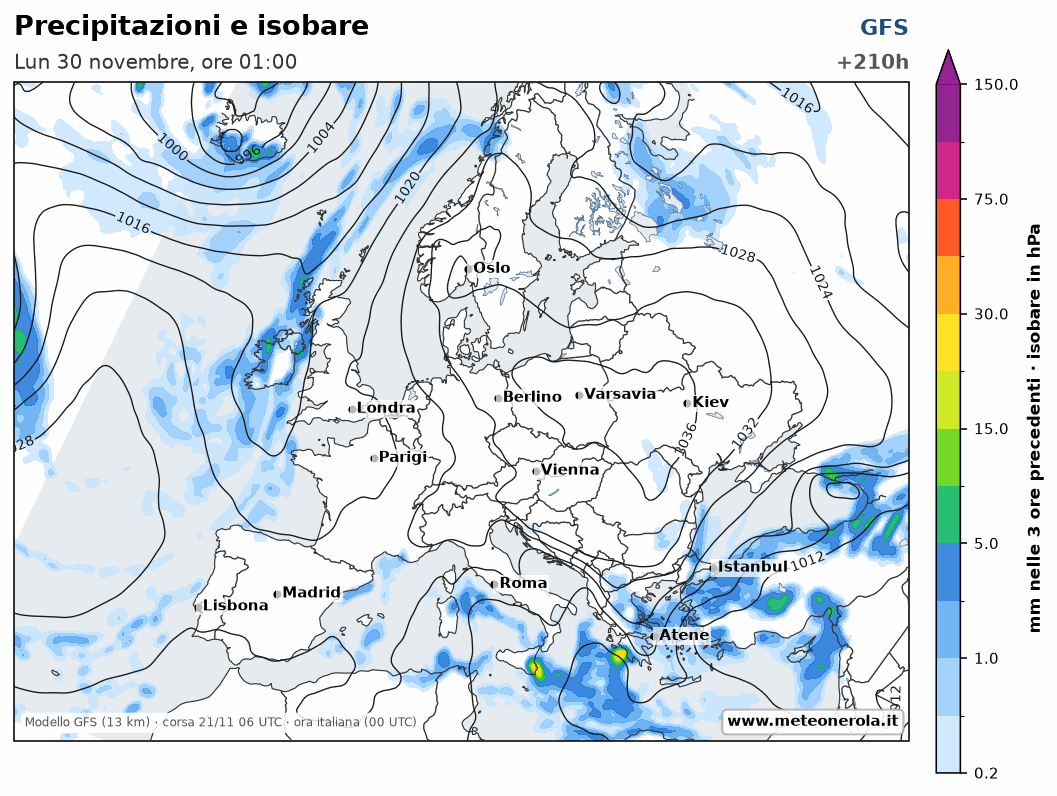 Precipitazioni e isobare
GFS
Lun 30 novembre, ore 01:00
+210h
150.0
75.0
30.0
15.0
5.0
1.0
0.2
mm nelle 3 ore precedenti · isobare in hPa
1016
1004
1000
996
1020
1016
1028
1024
Oslo
Berlino
Varsavia
Kiev
Londra
1036
1032
28
Parigi
Vienna
1012
Istanbul
Madrid
Roma
Lisbona
Atene
012
Modello GFS (13 km) · corsa 21/11 06 UTC · ora italiana (00 UTC)
www.meteonerola.it